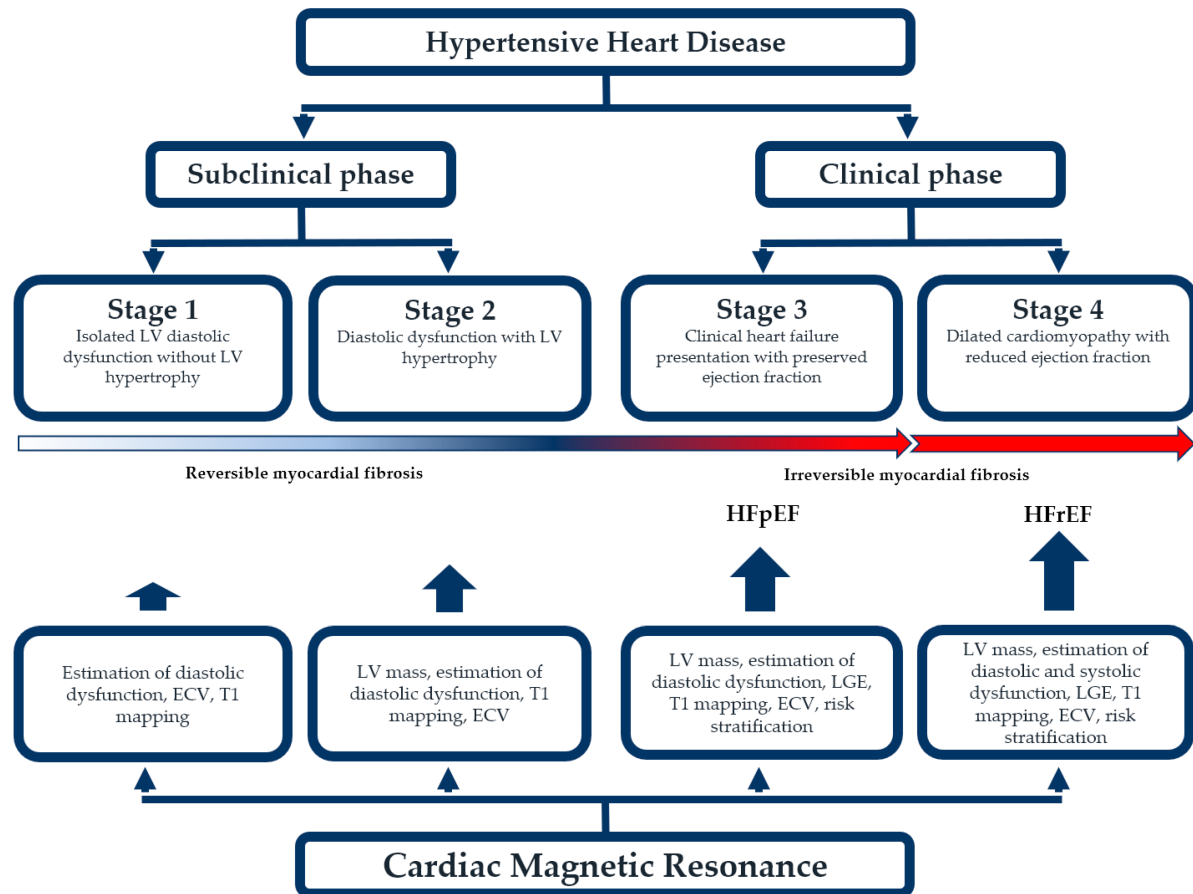 Hypertensive Heart Disease
Subclinical phase
Clinical phase
Stage 1
Isolated LV diastolic
dysfunction without LV
hypertrophy
Stage 2
Diastolic dysfunction with LV
hypertrophy
Stage 3
Clinical heart failure
presentation with preserved
ejection fraction
Stage 4
Dilated cardiomyopathy with
reduced ejection fraction
Reversible myocardial fibrosis
Irreversible myocardial fibrosis
HFpEF
HFrEF
Estimation of diastolic
dysfunction, ECV, T1
mapping
LV mass, estimation of
diastolic dysfunction, T1
mapping, ECV
LV mass, estimation of
diastolic dysfunction, LGE,
T1 mapping, ECV, risk
stratification
LV mass, estimation of
diastolic and systolic
dysfunction, LGE, T1
mapping, ECV, risk
stratification
Cardiac Magnetic Resonance